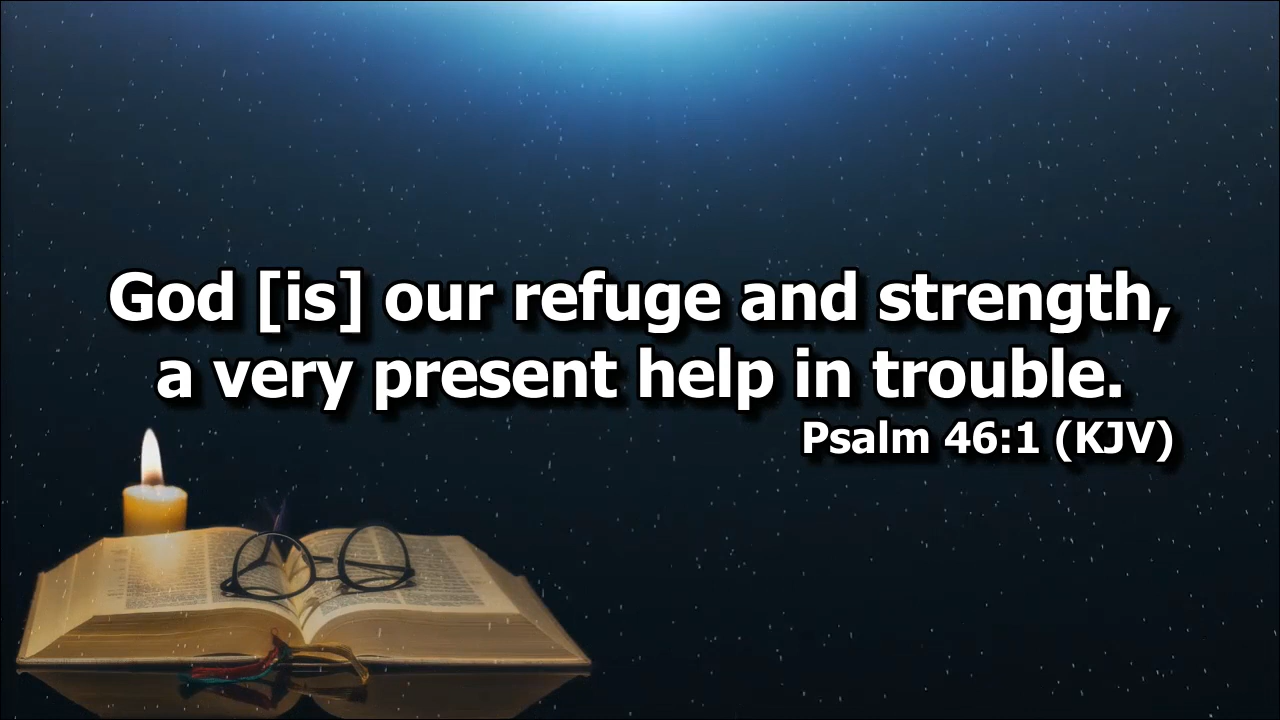 God [is] our refuge and strength,
a very present help in trouble.
Psalm 46:1 (KJV)